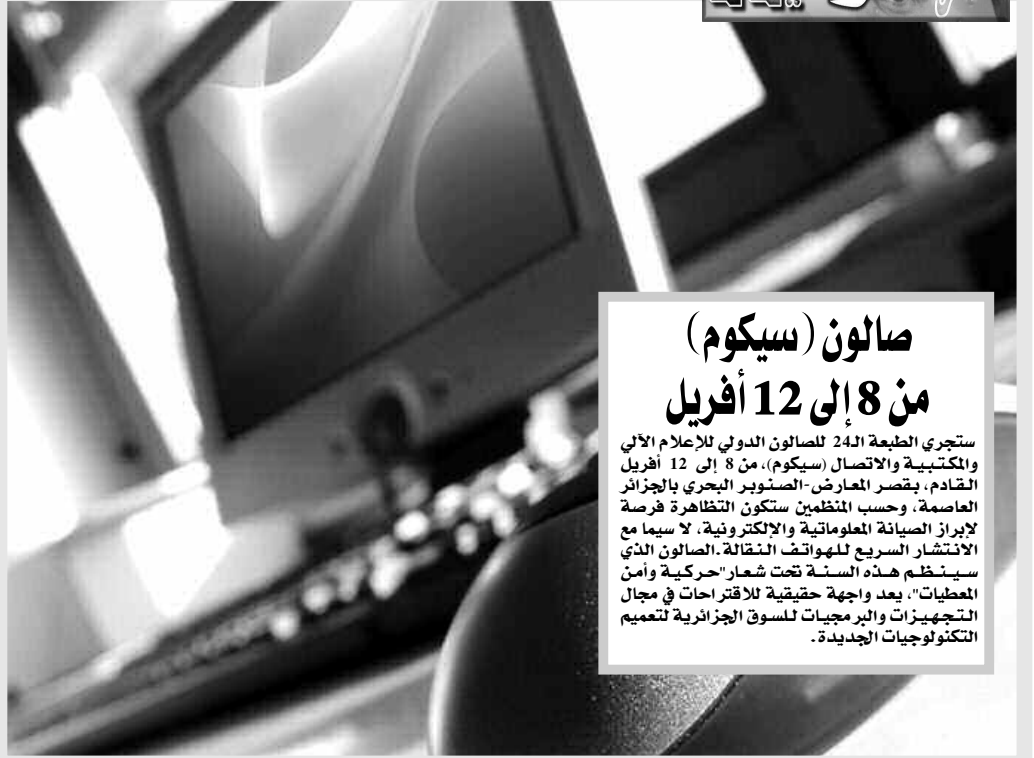 صالون (سيكوم)
من 8 إلى 12 أفريل
ستجري الطبعة الـ24 للصالون الدولي للإعلام الآلي
والمكتبية والاتصال (سيكوم)، من 8 إلى 12 أفريل
القادم، بقصر المعارض-الصنوبر البحري بالجزائر
العاصمة، وحسب المنظمين ستكون التظاهرة فرصة
لإبراز الصيانة المعلوماتية والإلكترونية، لا سيما مع
الانتشار السريع للهواتف النقالة.الصالون الذي
سينظم هذه السنة تحت شعار"حركية وأمن
المعطيات"، يعد واجهة حقيقية للاقتراحات في مجال
التجهيزات والبرمجيات للسوق الجزائرية لتعميم
التكنولوجيات الجديدة.